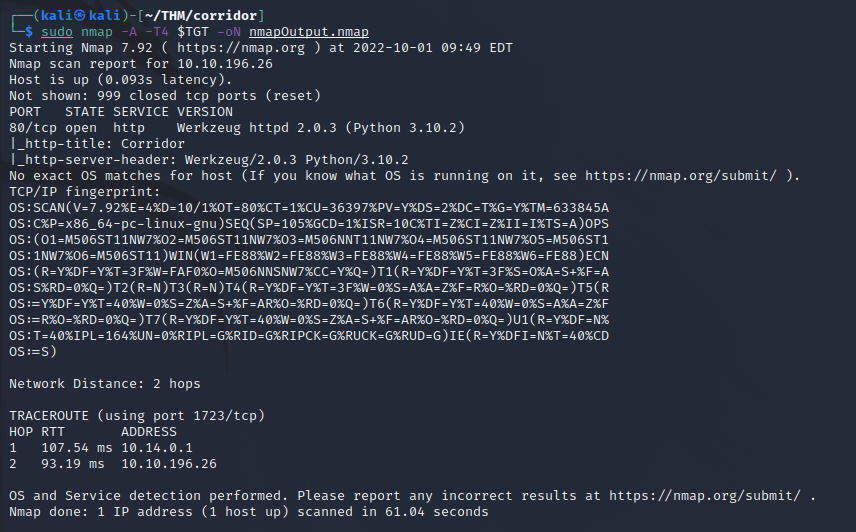 ┌──(kali㉿kali)-[~/THM/corridor]
└─$ sudo nmap -A -T4 $TGT -oN nmapOutput.nmap
Starting Nmap 7.92 ( https://nmap.org ) at 2022-10-01 09:49 EDT
Nmap scan report for 10.10.196.26
Host is up (0.093s latency).
Not shown: 999 closed tcp ports (reset)
PORT   STATE SERVICE VERSION
80/tcp open  http    Werkzeug httpd 2.0.3 (Python 3.10.2)
|_http-title: Corridor
|_http-server-header: Werkzeug/2.0.3 Python/3.10.2
No exact OS matches for host (If you know what OS is running on it, see https://nmap.org/submit/ ).
TCP/IP fingerprint:
OS:SCAN(V=7.92%E=4%D=10/1%OT=80%CT=1%CU=36397%PV=Y%DS=2%DC=T%G=Y%TM=633845A
OS:C%P=x86_64-pc-linux-gnu)SEQ(SP=105%GCD=1%ISR=10C%TI=Z%CI=Z%II=I%TS=A)OPS
OS:(O1=M506ST11NW7%O2=M506ST11NW7%O3=M506NNT11NW7%O4=M506ST11NW7%O5=M506ST1
OS:1NW7%O6=M506ST11)WIN(W1=FE88%W2=FE88%W3=FE88%W4=FE88%W5=FE88%W6=FE88)ECN
OS:(R=Y%DF=Y%T=3F%W=FAF0%O=M506NNSNW7%CC=Y%Q=)T1(R=Y%DF=Y%T=3F%S=O%A=S+%F=A
OS:S%RD=0%Q=)T2(R=N)T3(R=N)T4(R=Y%DF=Y%T=3F%W=0%S=A%A=Z%F=R%O=%RD=0%Q=)T5(R
OS:=Y%DF=Y%T=40%W=0%S=Z%A=S+%F=AR%O=%RD=0%Q=)T6(R=Y%DF=Y%T=40%W=0%S=A%A=Z%F
OS:=R%O=%RD=0%Q=)T7(R=Y%DF=Y%T=40%W=0%S=Z%A=S+%F=AR%O=%RD=0%Q=)U1(R=Y%DF=N%
OS:T=40%IPL=164%UN=0%RIPL=G%RID=G%RIPCK=G%RUCK=G%RUD=G)IE(R=Y%DFI=N%T=40%CD
OS:=S)
Network Distance: 2 hops
TRACEROUTE (using port 1723/tcp)
HOP RTT       ADDRESS
1   107.54 ms 10.14.0.1
2   93.19 ms  10.10.196.26
OS and Service detection performed. Please report any incorrect results at https://nmap.org/submit/ .
Nmap done: 1 IP address (1 host up) scanned in 61.04 seconds